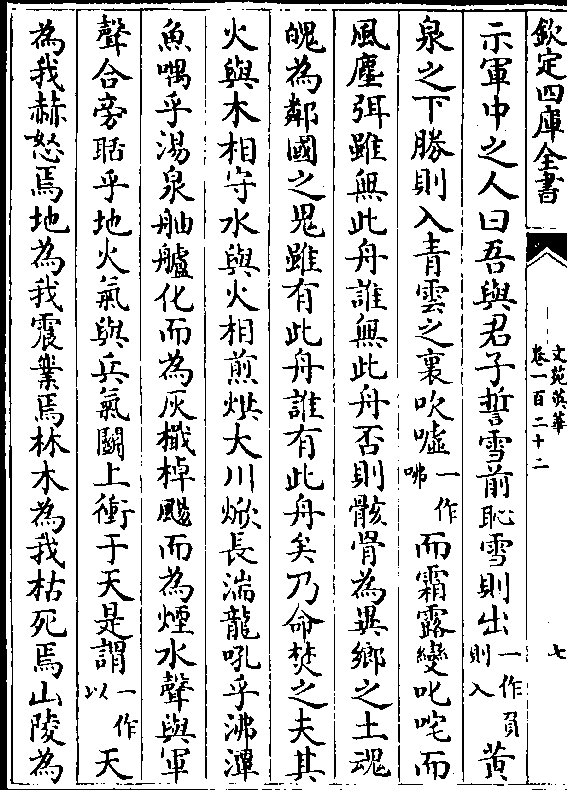 欽定四庫全書
文苑英華
卷一百二十二
七
示軍中之人曰吾與君子誓雪前恥雪則出一作負則入黃
泉之下勝則入青雲之裏吹噓一作咈而霜露變叱咤而
風塵弭雖無此舟誰無此舟否則骸骨為異鄉之土魂
魄為鄰國之鬼雖有此舟誰有此舟矣乃命焚之夫其
火與木相守水與火相煎烘大川焮長湍龍吼乎沸潭
魚喁乎湯泉舳艫化而為灰檝棹颺而為煙水聲與軍
聲合旁聒乎地火氣與兵氣鬭上衝于天是謂一作以天
為我赫怒焉地為我震業焉林木為我枯死焉山陵為